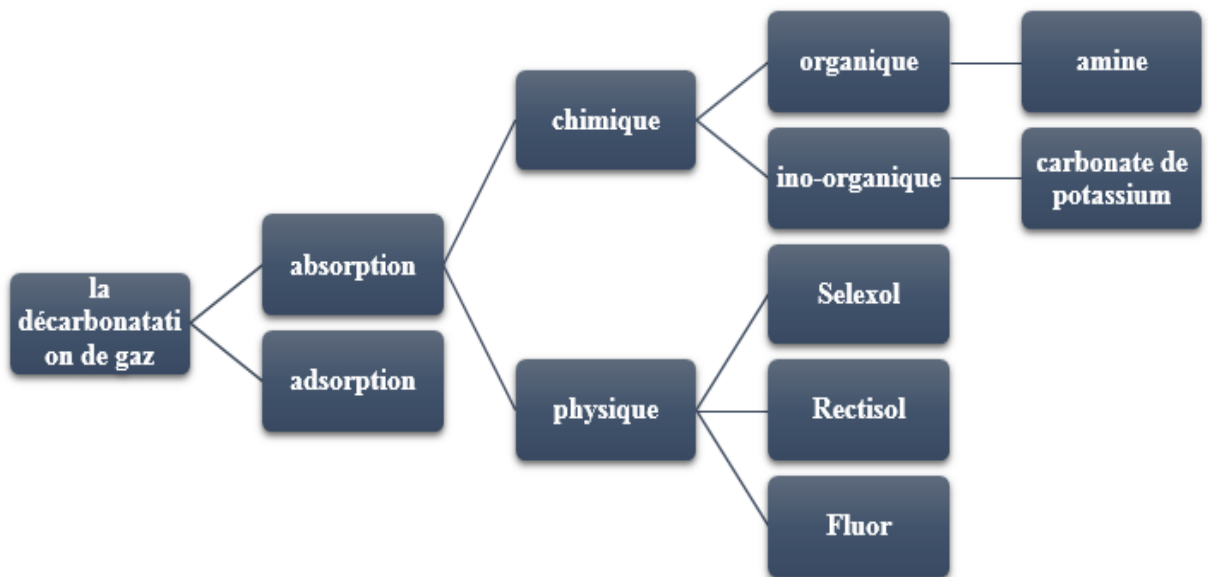 la
décarbonatati
on de gaz
absorption
adsorption
chimique
physique
organique
ino-organique
Selexol
Rectisol
Fluor
amine
carbonate de
potassium